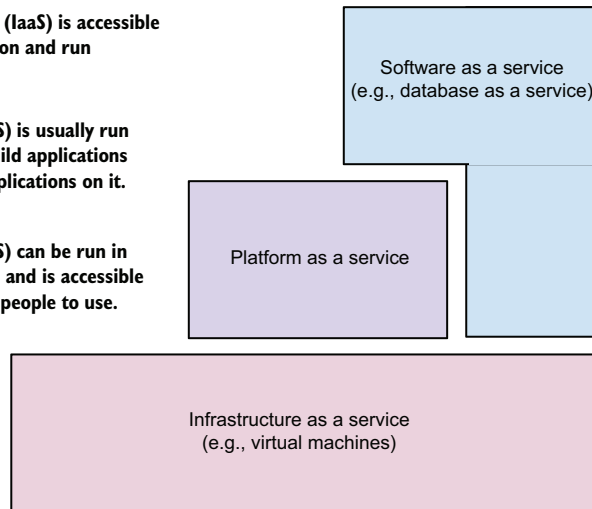 (IaaS) is accessible
on and run
S) is usually run
ild applications
plications on it.
S) can be run in
and is accessible
people to use.
Software as a service
(e.g., database as a service)
Platform as a service
Infrastructure as a service
(e.g., virtual machines)